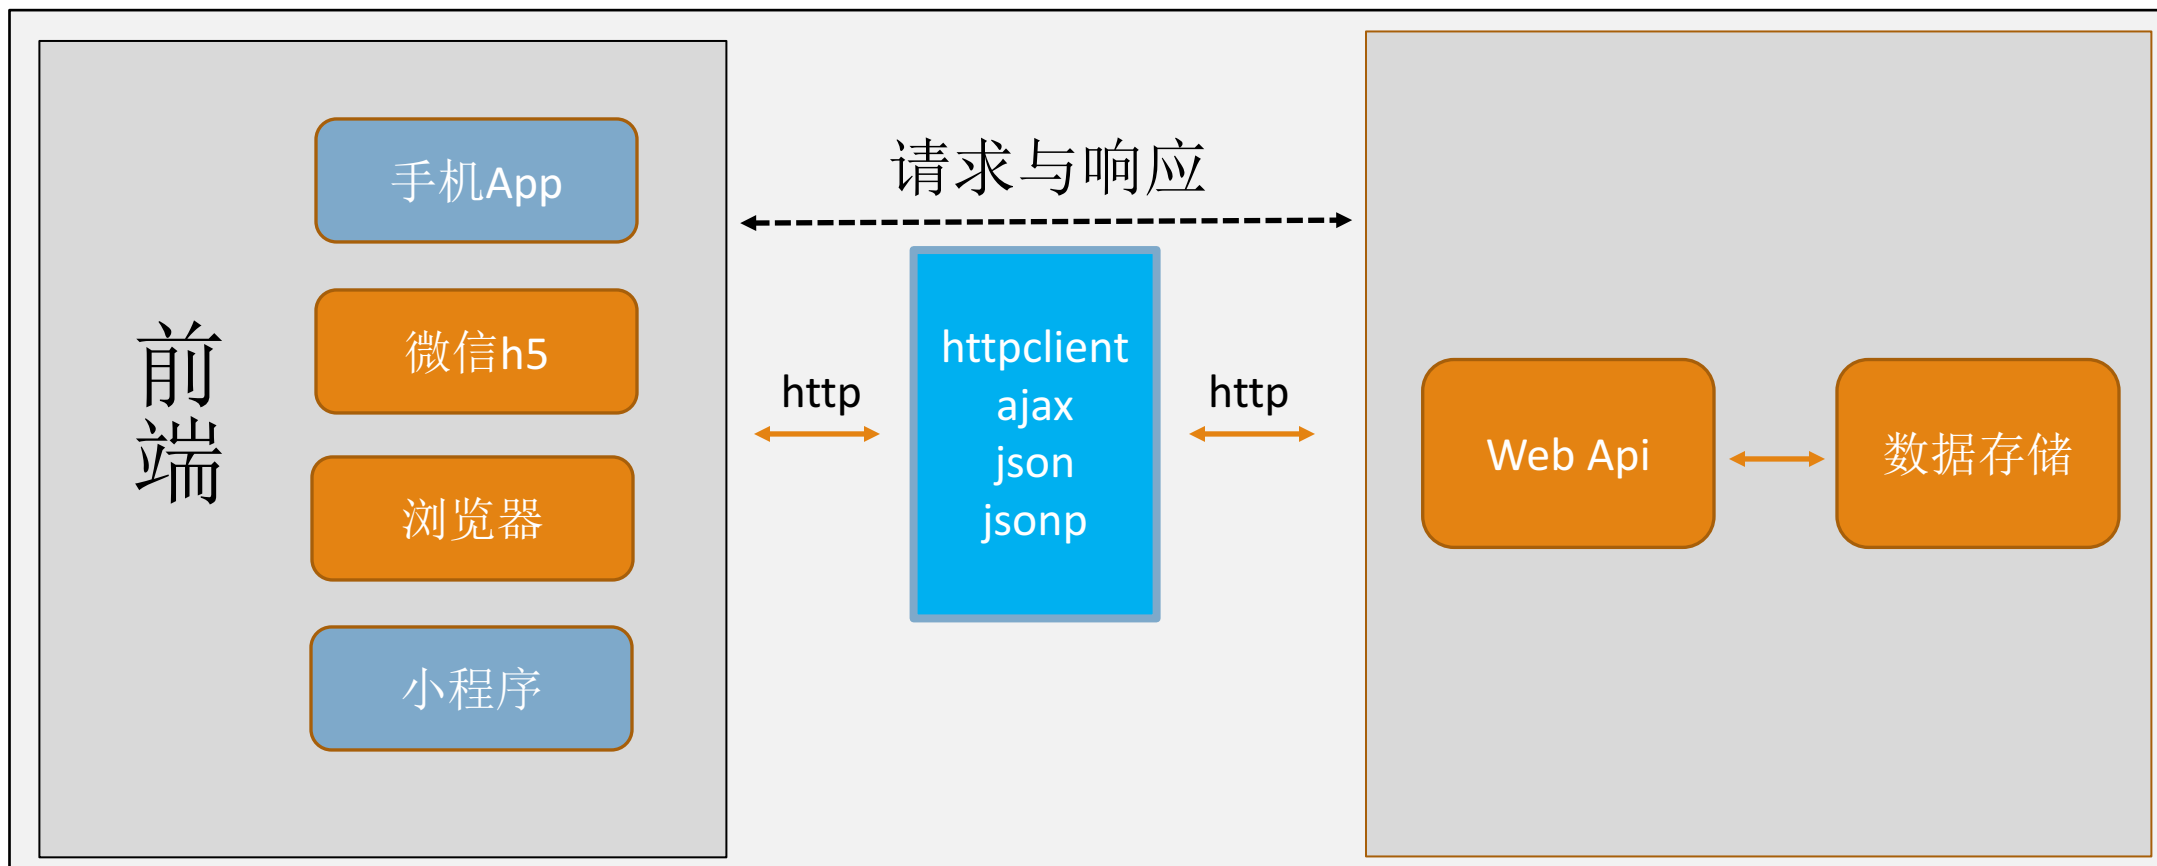 前
端
手机App
微信h5
浏览器
小程序
请求与响应
http
httpclient
ajax
json
jsonp
http
Web Api
数据存储